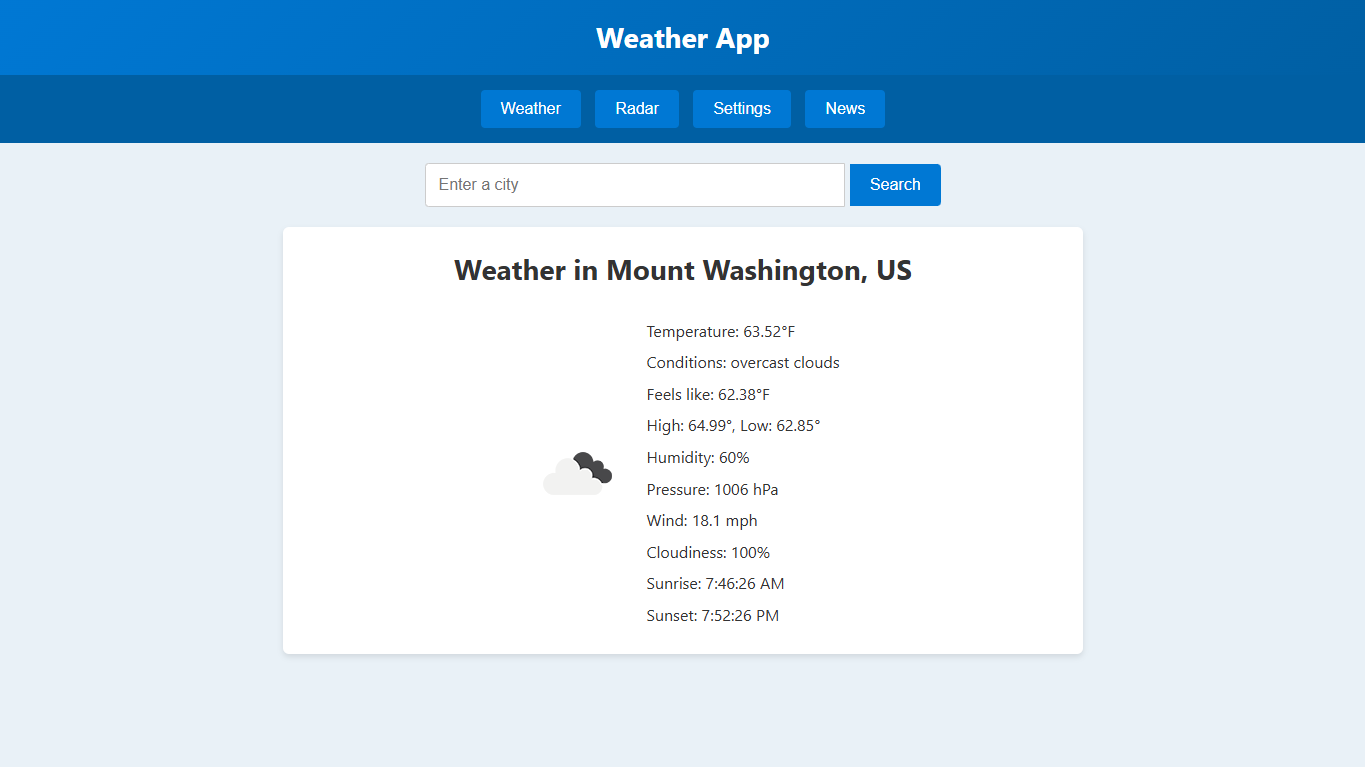 Weather App
Weather Radar Settings News
Enter a city Search
Weather in Mount Washington, US
Temperature: 63.52°F
Conditions: overcast clouds
Feels like: 62.38°F
High: 64.99°, Low: 62.85°
Humidity: 60%
Pressure: 1006 hPa
Wind: 18.1 mph
Cloudiness: 100%
Sunrise: 7:46:26 AM
Sunset: 7:52:26 PM